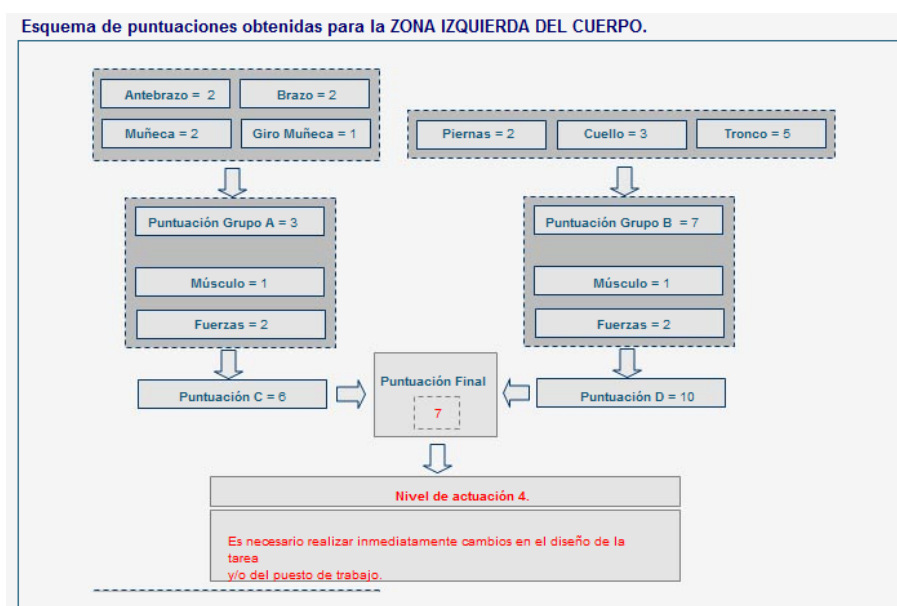 Esquema de puntuaciones obtenidas para la ZONA IZQUIERDA DEL CUERPO.
Antebrazo = 2
Brazo = 2
Muñeca = 2
Giro Muñeca = 1
Piernas = 2
Cuello = 3
Tronco = 5
Puntuación Grupo A = 3
Músculo = 1
Fuerzas = 2
Puntuación Grupo B = 7
Músculo = 1
Fuerzas = 2
Puntuación C = 6
Puntuación Final
7
Puntuación D = 10
Nivel de actuación 4.
Es necesario realizar inmediatamente cambios en el diseño de la
tarea
y/o del puesto de trabajo.